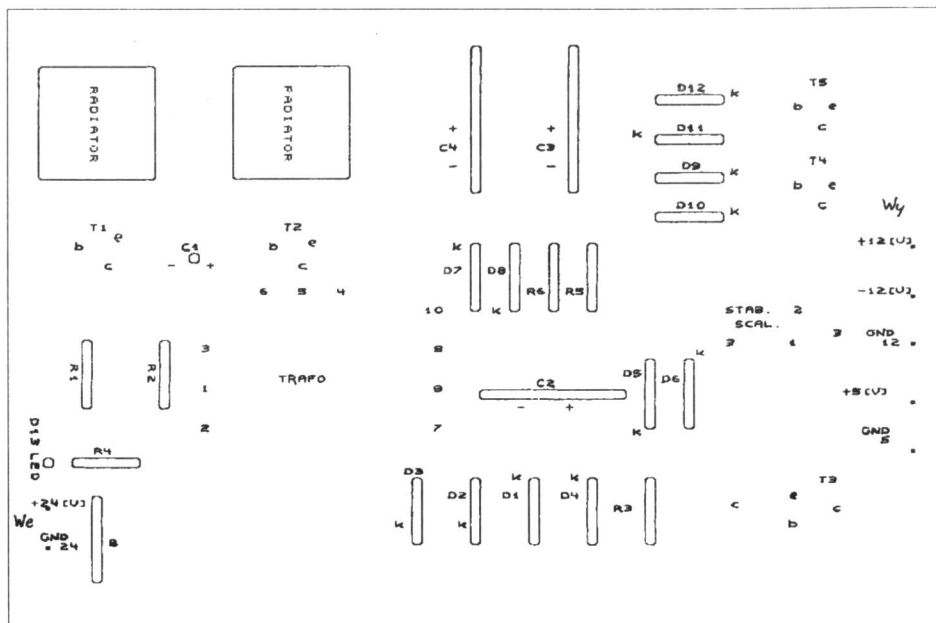 RADIATOR
RADIATOR
+
C4
-
+
C3
-
D12 k
k D11
D9 k
D10 k
T5
b e
c
T4
b e
c
Wy
T1
b e
c
C1
- +
T2
b e
c
6 5 4
k
D7
D8
k
R6
R5
+12[V]
-12[V]
STAB. 2
SCAL.
3 1
3 GND
12
10
3
8
R1
R2
1
TRAFO
9
2
7
C2
- +
D5
k
D6
k
+5[V]
GND
5
D13 LED
R4
+24[V]
We
GND
24
B
D3
k
D2
k
k
D1
k
D4
R3
T3
c e c
b